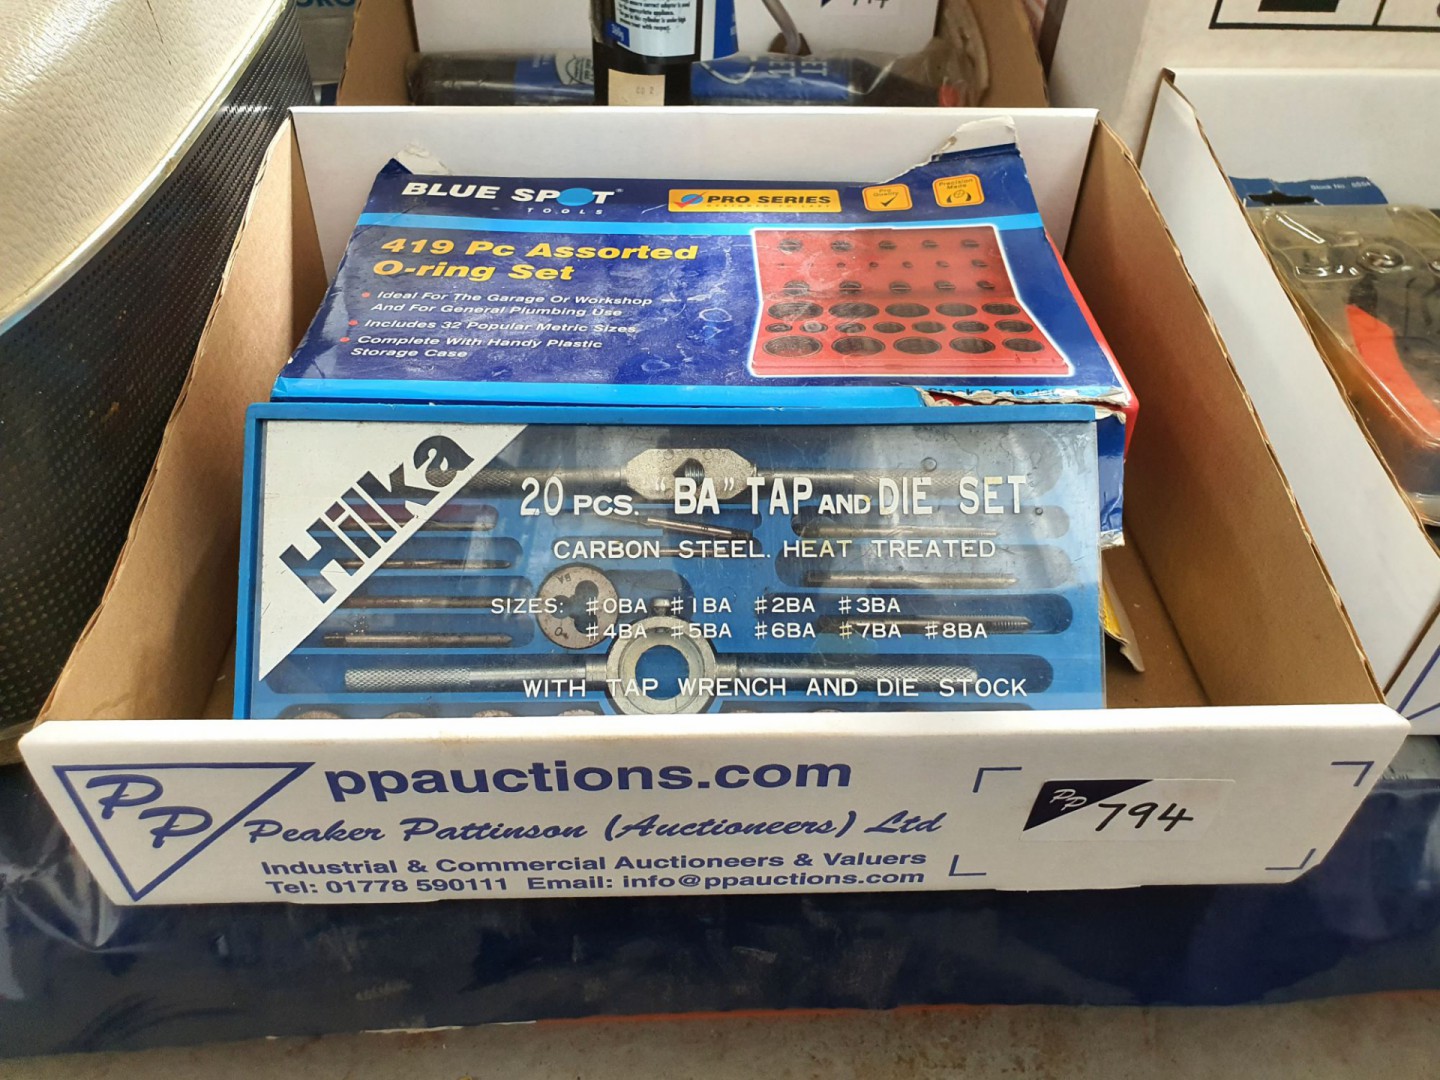 BLUE SPOT
TOOLS
PRO SERIES
Pro Quality
Precision Made
419 Pc Assorted
O-ring Set
Ideal For The Garage Or Workshop
And For General Plumbing Use
Includes 32 Popular Metric Sizes
Complete With Handy Plastic
Storage Case
Hilka
20 PCS. "BA" TAP AND DIE SET
CARBON STEEL. HEAT TREATED
SIZES: #0BA #1BA #2BA #3BA
#4BA #5BA #6BA #7BA #8BA
WITH TAP WRENCH AND DIE STOCK
PP
ppauctions.com
Peaker Pattinson (Auctioneers) Ltd
Industrial & Commercial Auctioneers & Valuers
Tel: 01778 590111 Email: info@ppauctions.com
PP 794